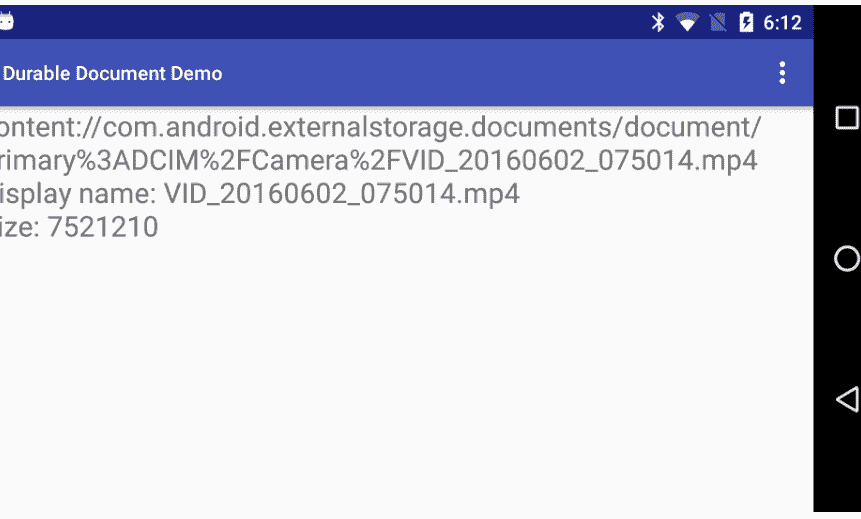 6:12
Durable Document Demo
ontent://com.android.externalstorage.documents/document/
rimary%3ADCIM%2FCamera%2FVID_20160602_075014.mp4
isplay name: VID_20160602_075014.mp4
ize: 7521210